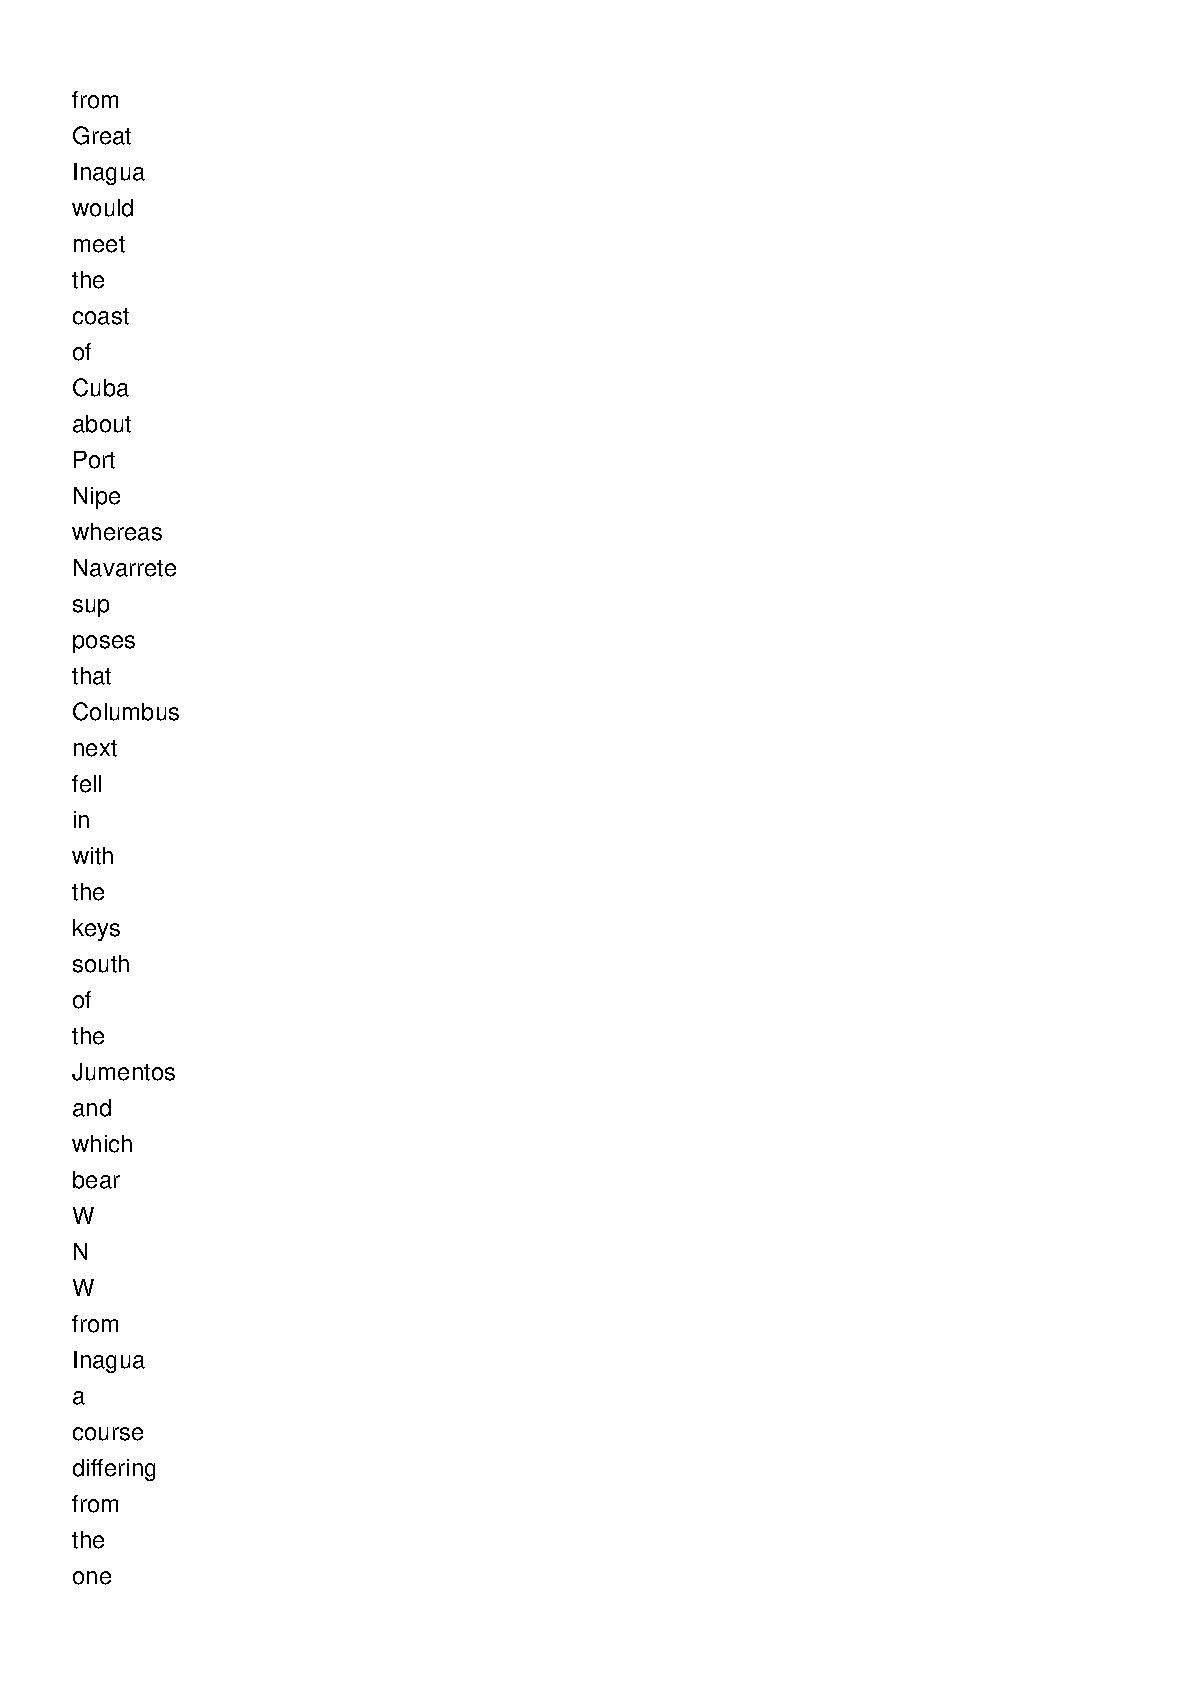 from
Great
Inagua
would
meet
the
coast
of
Cuba
about
Port
Nipe
whereas
Navarrete
sup
poses
that
Columbus
next
fell
in
with
the
keys
south
of
the
Jumentos
and
which
bear
W
N
W
from
Inagua
a
course
differing
from
the
one